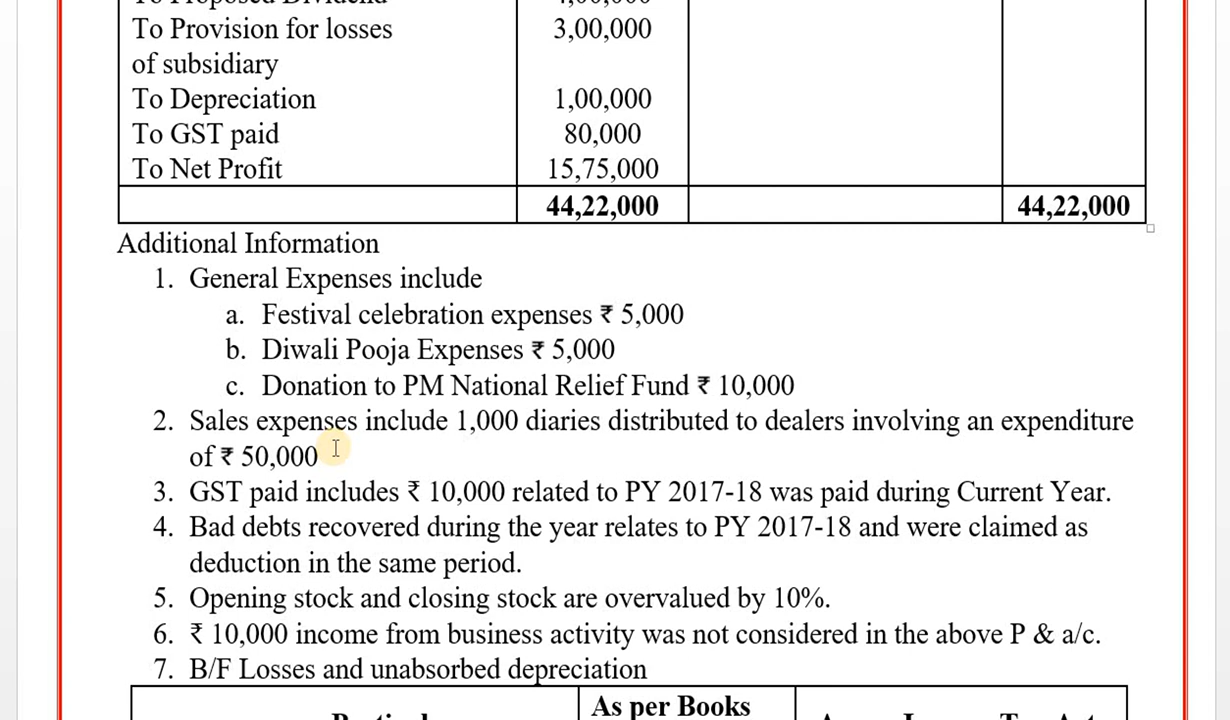 To Proposed Dividend
To Provision for losses 3,00,000
of subsidiary
To Depreciation 1,00,000
To GST paid 80,000
To Net Profit 15,75,000
44,22,000 44,22,000
Additional Information
1. General Expenses include
a. Festival celebration expenses ₹ 5,000
b. Diwali Pooja Expenses ₹ 5,000
c. Donation to PM National Relief Fund ₹ 10,000
2. Sales expenses include 1,000 diaries distributed to dealers involving an expenditure
of ₹ 50,000
3. GST paid includes ₹ 10,000 related to PY 2017-18 was paid during Current Year.
4. Bad debts recovered during the year relates to PY 2017-18 and were claimed as
deduction in the same period.
5. Opening stock and closing stock are overvalued by 10%.
6. ₹ 10,000 income from business activity was not considered in the above P & a/c.
7. B/F Losses and unabsorbed depreciation
As per Books